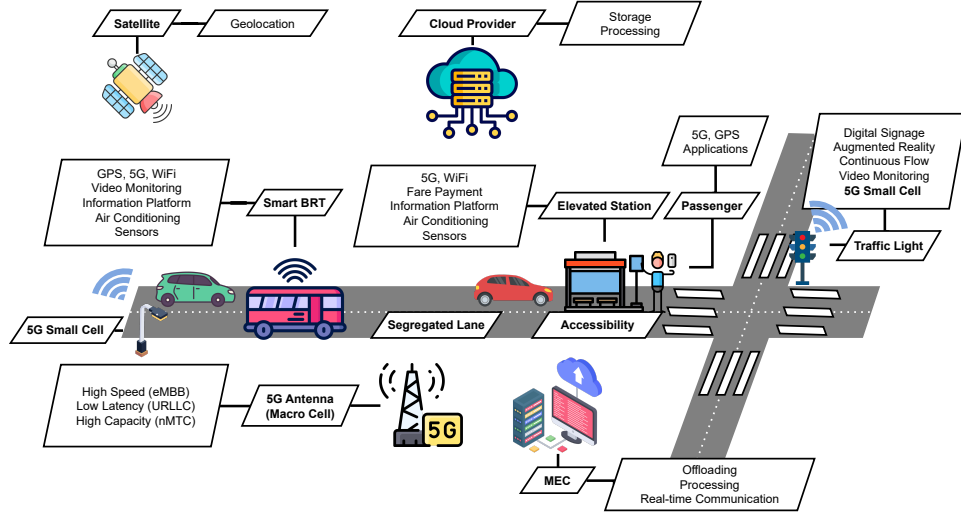 Satellite
Geolocation
Cloud Provider
Storage
Processing
5G, GPS
Applications
Digital Signage
Augmented Reality
Continuous Flow
Video Monitoring
5G Small Cell
GPS, 5G, WiFi
Video Monitoring
Information Platform
Air Conditioning
Sensors
Smart BRT
5G, WiFi
Fare Payment
Information Platform
Air Conditioning
Sensors
Elevated Station
Passenger
Traffic Light
5G Small Cell
Segregated Lane
Accessibility
High Speed (eMBB)
Low Latency (URLLC)
High Capacity (nMTC)
5G Antenna
(Macro Cell)
5G
MEC
Offloading
Processing
Real-time Communication